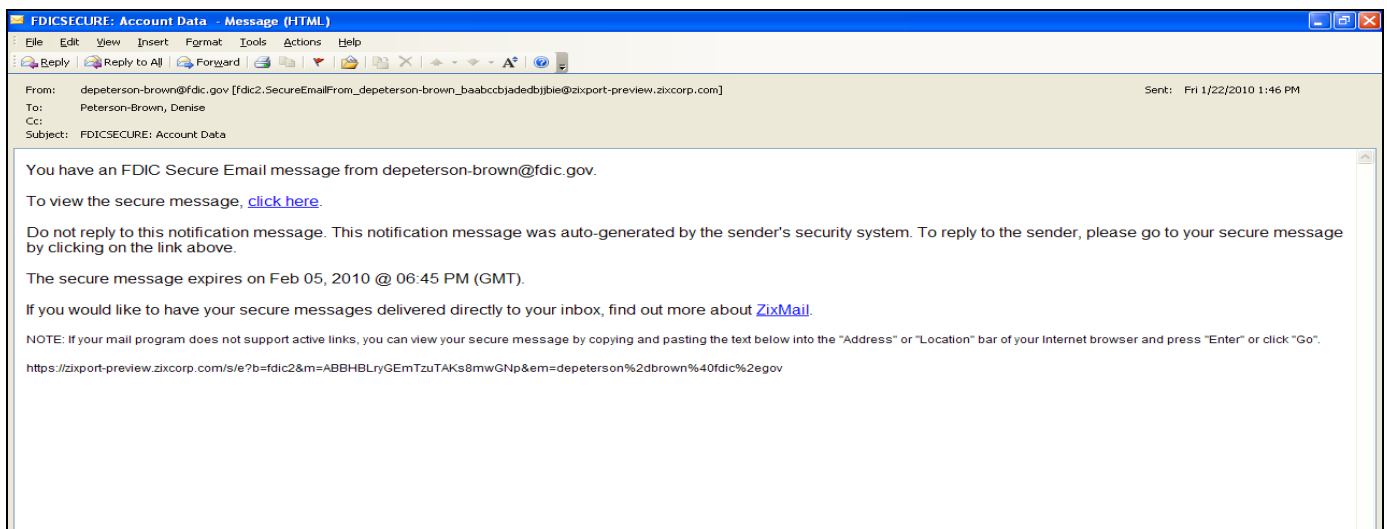 FDICSECURE: Account Data - Message (HTML)
File Edit View Insert Format Tools Actions Help
Reply Reply to All Forward
From: depeterson-brown@fdic.gov [fdic2.SecureEmailFrom_depeterson-brown_baabccbjadedbjjbie@zixport-preview.zixcorp.com] Sent: Fri 1/22/2010 1:46 PM
To: Peterson-Brown, Denise
Cc:
Subject: FDICSECURE: Account Data
You have an FDIC Secure Email message from depeterson-brown@fdic.gov.
To view the secure message, click here.
Do not reply to this notification message. This notification message was auto-generated by the sender's security system. To reply to the sender, please go to your secure message
by clicking on the link above.
The secure message expires on Feb 05, 2010 @ 06:45 PM (GMT).
If you would like to have your secure messages delivered directly to your inbox, find out more about ZixMail.
NOTE: If your mail program does not support active links, you can view your secure message by copying and pasting the text below into the "Address" or "Location" bar of your Internet browser and press "Enter" or click "Go".
https://zixport-preview.zixcorp.com/s/e?b=fdic2&m=ABBHBLryGEmTzuTAKs8mwGNp&em=depeterson%2dbrown%40fdic%2egov